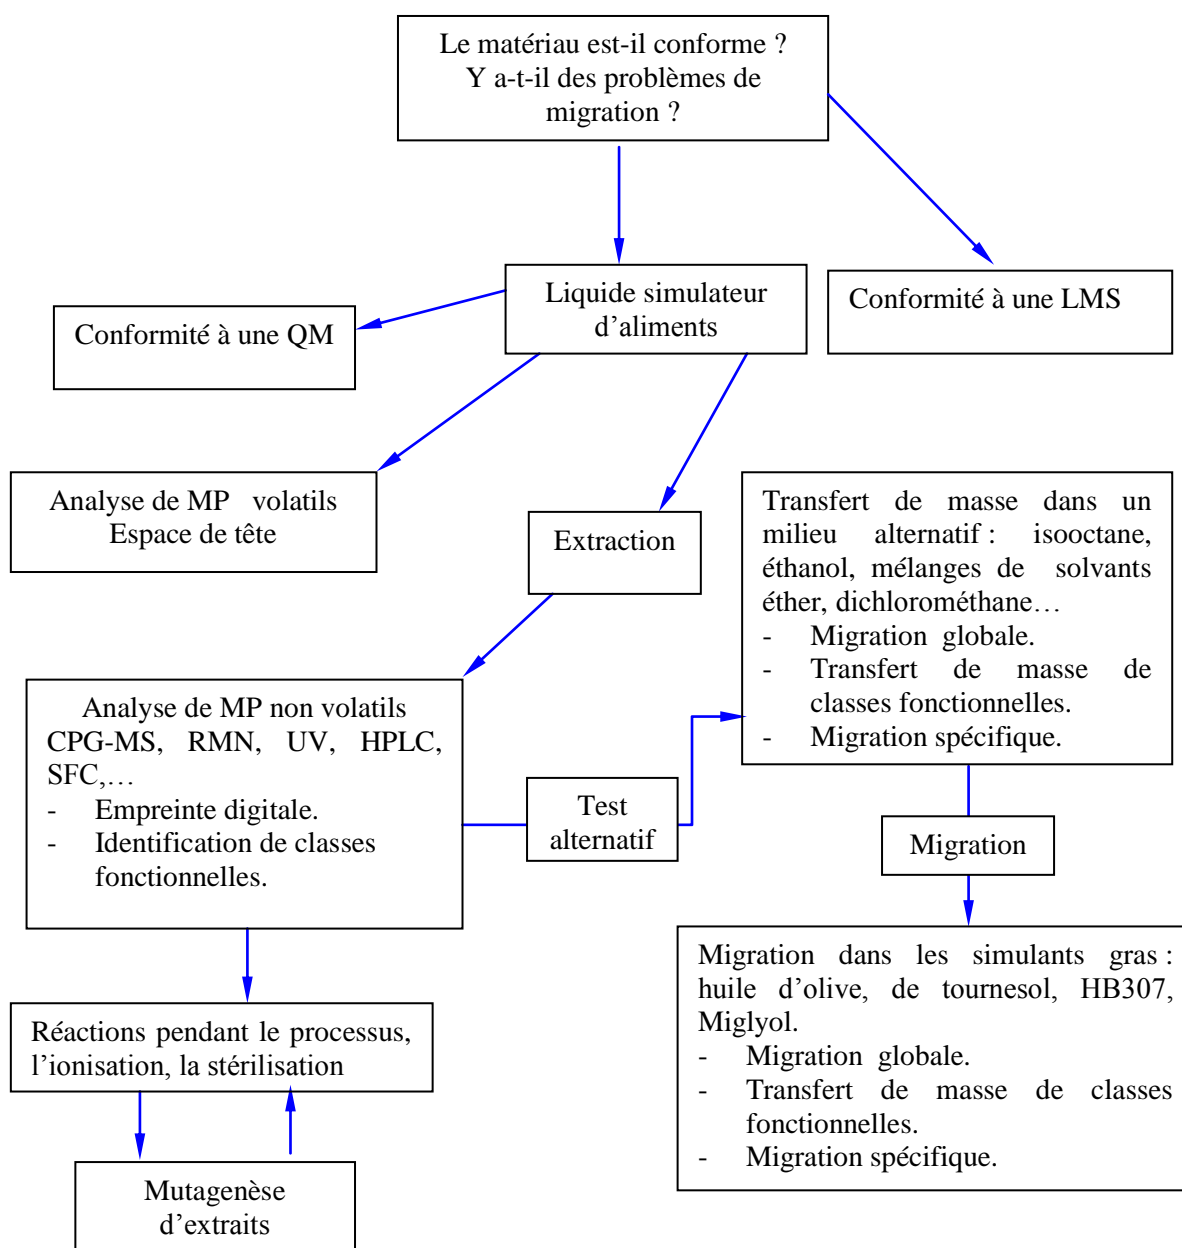 Le matériau est-il conforme ?
Y a-t-il des problèmes de
migration ?
Liquide simulateur
d’aliments
Conformité à une LMS
Conformité à une QM
Analyse de MP volatils
Espace de tête
Extraction
Transfert de masse dans un
milieu alternatif : isooctane,
éthanol, mélanges de solvants
éther, dichlorométhane…
- Migration globale.
- Transfert de masse de
classes fonctionnelles.
- Migration spécifique.
Analyse de MP non volatils
CPG-MS, RMN, UV, HPLC,
SFC,…
- Empreinte digitale.
- Identification de classes
fonctionnelles.
Test
alternatif
Migration
Migration dans les simulants gras :
huile d’olive, de tournesol, HB307,
Miglyol.
- Migration globale.
- Transfert de masse de classes
fonctionnelles.
- Migration spécifique.
Réactions pendant le processus,
l’ionisation, la stérilisation
Mutagenèse
d’extraits